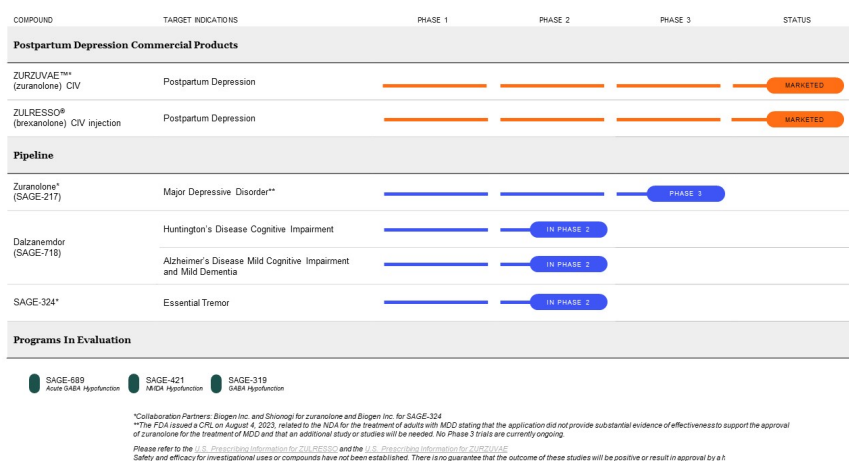 COMPOUND TARGET INDICATIONS PHASE 1 PHASE 2 PHASE 3 STATUS
Postpartum Depression Commercial Products
ZURZUVAE™*
(zuranolone) CIV
Postpartum Depression
MARKETED
ZULRESSO®
(brexanolone) CIV injection
Postpartum Depression
MARKETED
Pipeline
Zuranolone*
(SAGE-217)
Major Depressive Disorder**
PHASE 3
Dalzanemdor
(SAGE-718)
Huntington's Disease Cognitive Impairment
IN PHASE 2
Alzheimer's Disease Mild Cognitive Impairment
and Mild Dementia
IN PHASE 2
SAGE-324*
Essential Tremor
IN PHASE 2
Programs In Evaluation
SAGE-689
Acute GABA Hypofunction
SAGE-421
NMDA Hypofunction
SAGE-319
GABA Hypofunction
*Collaboration Partners: Biogen Inc. and Shionogi for zuranolone and Biogen Inc. for SAGE-324
**The FDA issued a CRL on August 4, 2023, related to the NDA for the treatment of adults with MDD stating that the application did not provide substantial evidence of effectiveness to support the approval
of zuranolone for the treatment of MDD and that an additional study or studies will be needed. No Phase 3 trials are currently ongoing.
Please refer to the U.S. Prescribing Information for ZULRESSO and the U.S. Prescribing Information for ZURZUVAE
Safety and efficacy for investigational uses or compounds have not been established. There is no guarantee that the outcome of these studies will be positive or result in approval by a